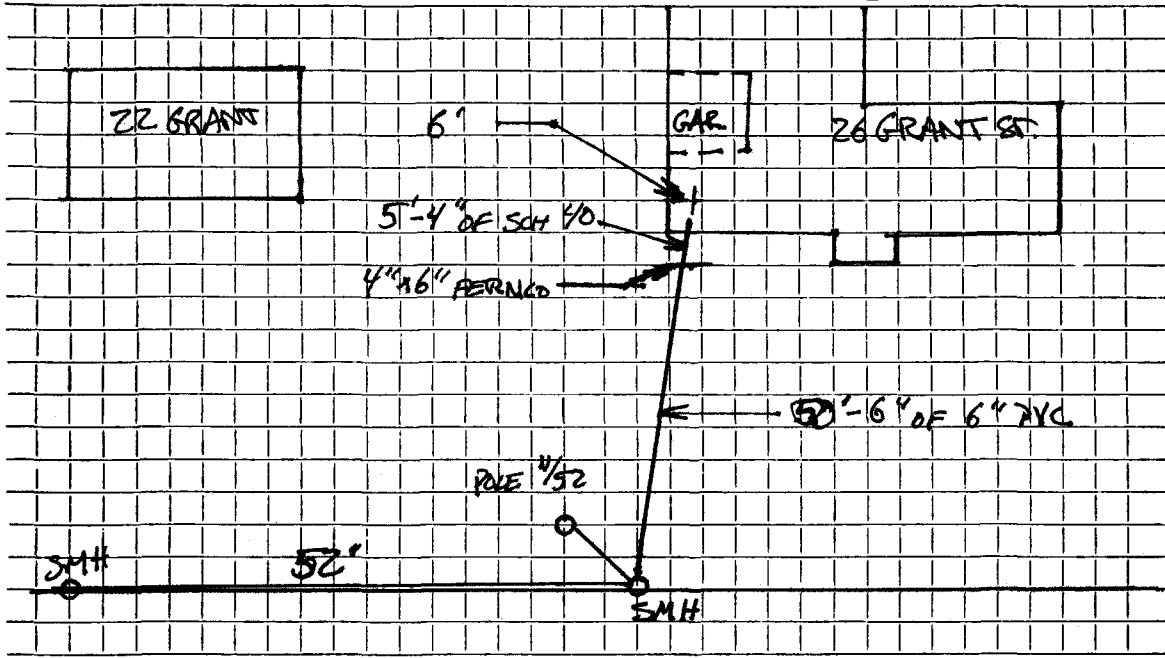 22 GRANT
6'
GAR.
26 GRANT ST.
5'-4" OF SCH 40
4"x6" FERNCO
50'-6" OF 6" PVC
POLE 11/52
SMH
52'
SMH